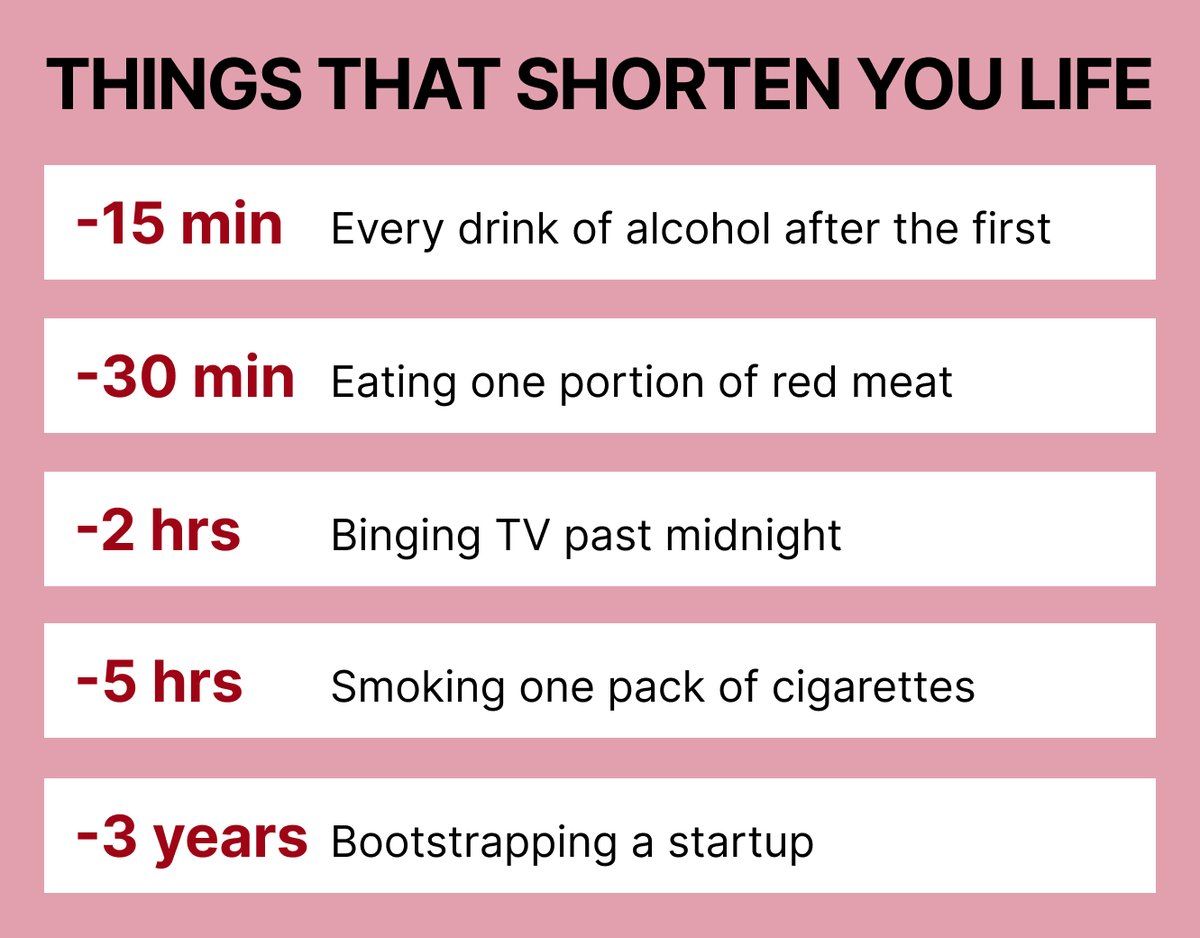 THINGS THAT SHORTEN YOU LIFE
-15 min Every drink of alcohol after the first
-30 min Eating one portion of red meat
-2 hrs Binging TV past midnight
-5 hrs Smoking one pack of cigarettes
-3 years Bootstrapping a startup